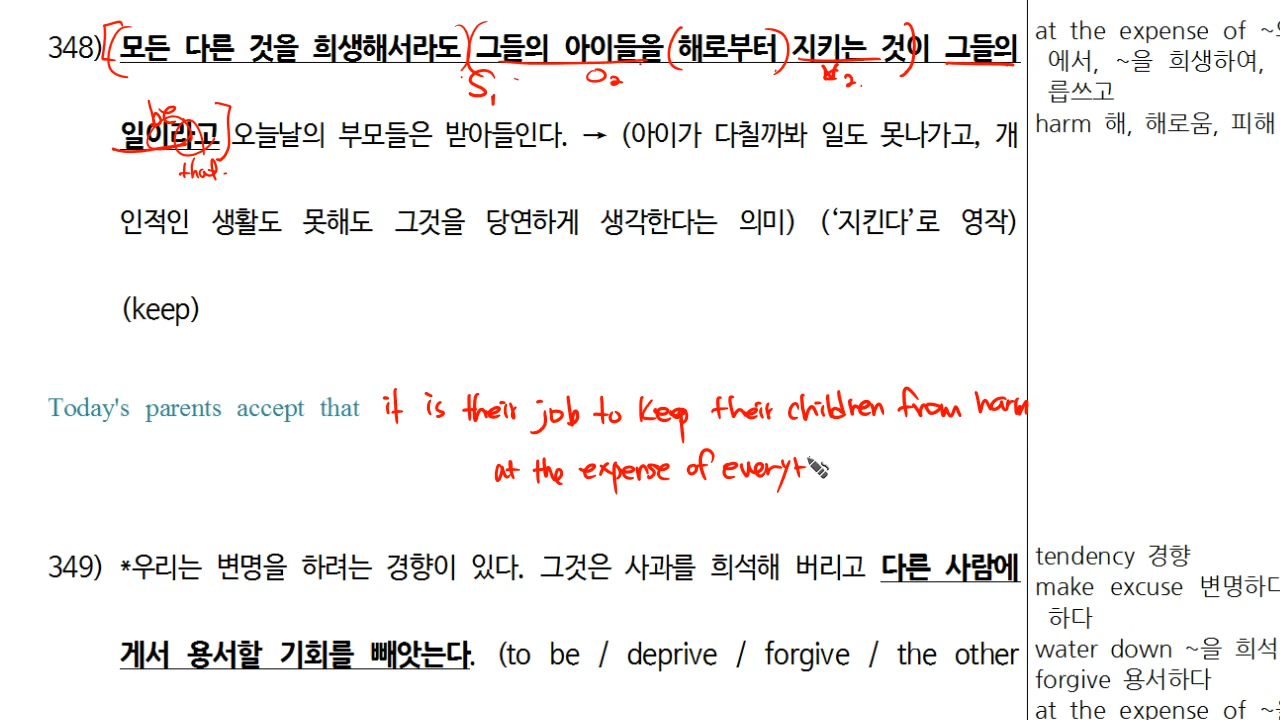 348) 모든 다른 것을 희생해서라도 그들의 아이들을 해로부터 지키는 것이 그들의
S1 O2 V2
be
일이라고 오늘날의 부모들은 받아들인다. → (아이가 다칠까봐 일도 못나가고, 개
that
인적인 생활도 못해도 그것을 당연하게 생각한다는 의미) (‘지킨다’로 영작)
(keep)
Today's parents accept that it is their job to keep their children from harm
at the expense of everyt
349) *우리는 변명을 하려는 경향이 있다. 그것은 사과를 희석해 버리고 다른 사람에
게서 용서할 기회를 빼앗는다. (to be / deprive / forgive / the other
at the expense of ~
에서, ~을 희생하여,
릅쓰고
harm 해, 해로움, 피해
tendency 경향
make excuse 변명하다
하다
water down ~을 희석
forgive 용서하다
at the expense of ~